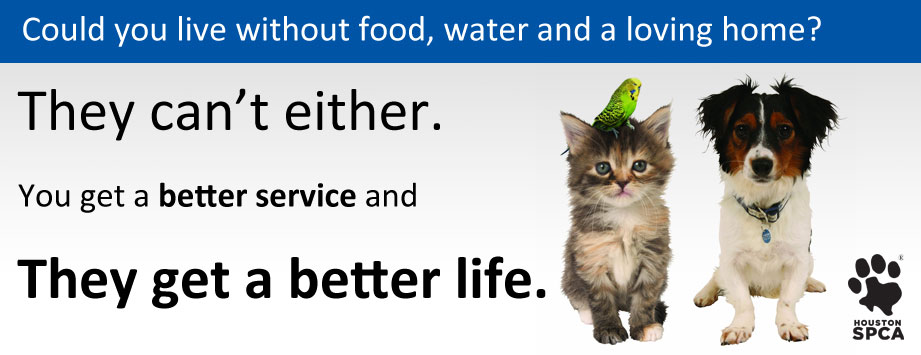 Could you live without food, water and a loving home?
They can't either.
You get a better service and
They get a better life.
®
HOUSTON
SPCA